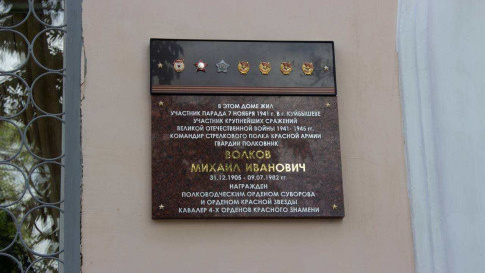 В ЭТОМ ДОМЕ ЖИЛ
УЧАСТНИК ПАРАДА 7 НОЯБРЯ 1941 г. В г. КУЙБЫШЕВЕ
УЧАСТНИК КРУПНЕЙШИХ СРАЖЕНИЙ
ВЕЛИКОЙ ОТЕЧЕСТВЕННОЙ ВОЙНЫ 1941-1945 гг.
КОМАНДИР СТРЕЛКОВОГО ПОЛКА КРАСНОЙ АРМИИ
ГВАРДИИ ПОЛКОВНИК
ВОЛКОВ
МИХАИЛ ИВАНОВИЧ
31.12.1905 - 09.07.1982 гг.
НАГРАЖДЕН
ПОЛКОВОДЧЕСКИМ ОРДЕНОМ СУВОРОВА
И ОРДЕНОМ КРАСНОЙ ЗВЕЗДЫ
КАВАЛЕР 4-Х ОРДЕНОВ КРАСНОГО ЗНАМЕНИ